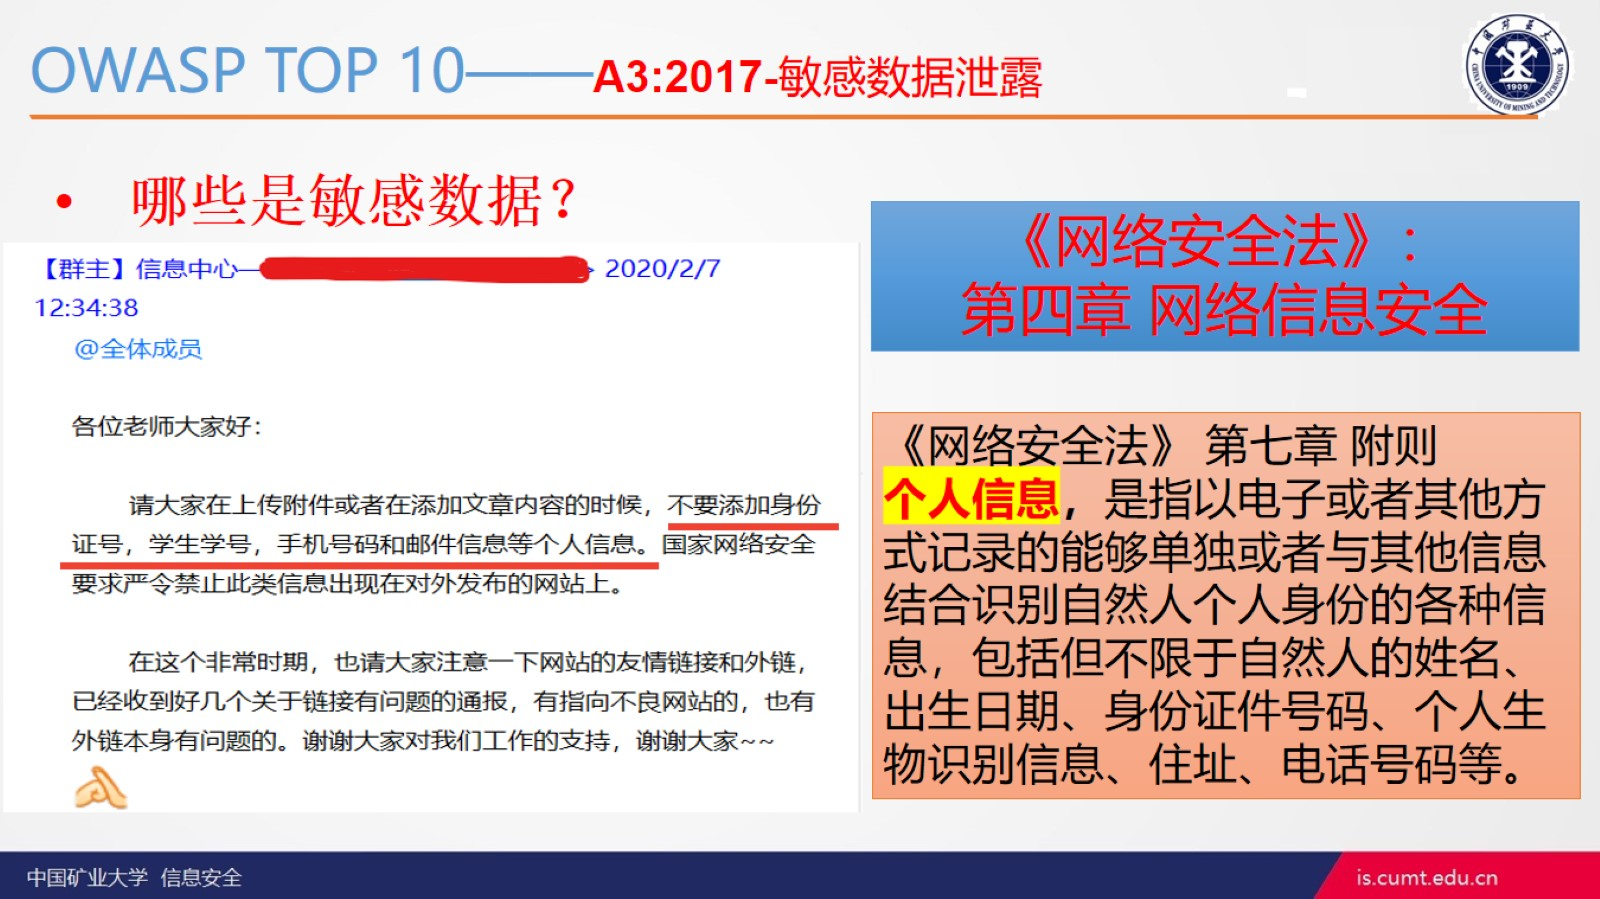 OWASP TOP 10——A3:2017-敏感数据泄露
中国矿业大学
CHINA UNIVERSITY OF MINING AND TECHNOLOGY
1909
• 哪些是敏感数据？
【群主】信息中心—
2020/2/7
12:34:38
@全体成员
各位老师大家好：
请大家在上传附件或者在添加文章内容的时候，不要添加身份
证号，学生学号，手机号码和邮件信息等个人信息。国家网络安全
要求严令禁止此类信息出现在对外发布的网站上。
在这个非常时期，也请大家注意一下网站的友情链接和外链，
已经收到好几个关于链接有问题的通报，有指向不良网站的，也有
外链本身有问题的。谢谢大家对我们工作的支持，谢谢大家~~
《网络安全法》：
第四章 网络信息安全
《网络安全法》 第七章 附则
个人信息，是指以电子或者其他方
式记录的能够单独或者与其他信息
结合识别自然人个人身份的各种信
息，包括但不限于自然人的姓名、
出生日期、身份证件号码、个人生
物识别信息、住址、电话号码等。
中国矿业大学 信息安全
is.cumt.edu.cn